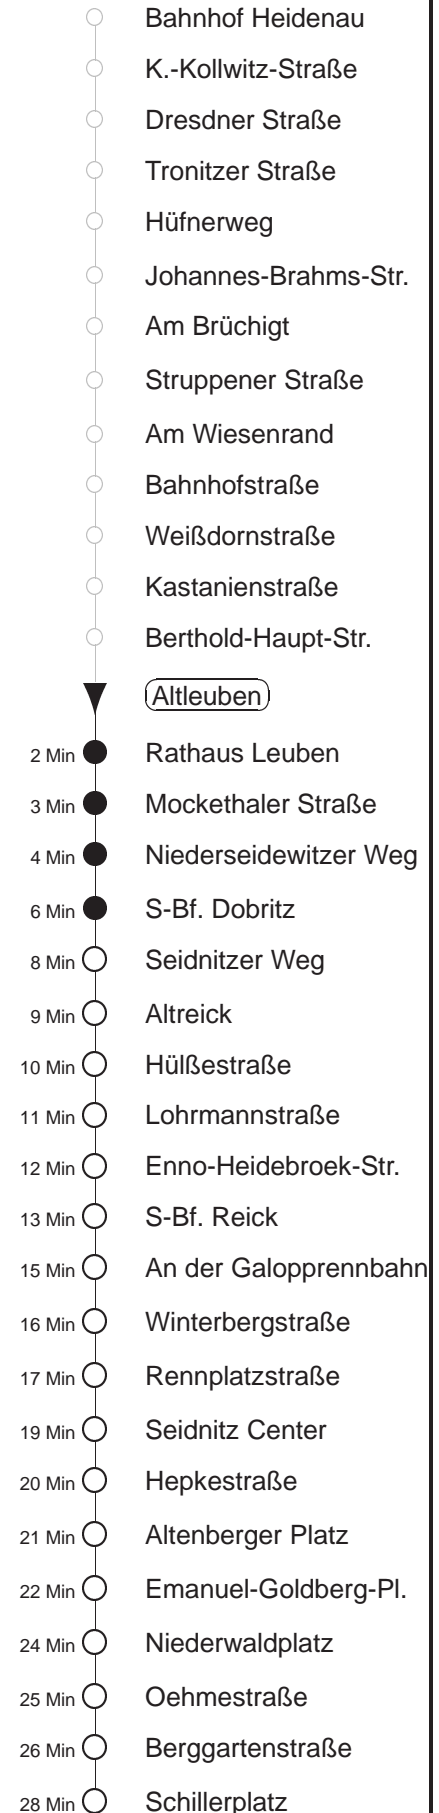 Bahnhof Heidenau
K.-Kollwitz-Straße
Dresdner Straße
Tronitzer Straße
Hüfnerweg
Johannes-Brahms-Str.
Am Brüchigt
Struppener Straße
Am Wiesenrand
Bahnhofstraße
Weißdornstraße
Kastanienstraße
Berthold-Haupt-Str.
Altleuben
2 Min Rathaus Leuben
3 Min Mockethaler Straße
4 Min Niederseidewitzer Weg
6 Min S-Bf. Dobritz
8 Min Seidnitzer Weg
9 Min Altreick
10 Min Hülßestraße
11 Min Lohrmannstraße
12 Min Enno-Heidebroek-Str.
13 Min S-Bf. Reick
15 Min An der Galopprennbahn
16 Min Winterbergstraße
17 Min Rennplatzstraße
19 Min Seidnitz Center
20 Min Hepkestraße
21 Min Altenberger Platz
22 Min Emanuel-Goldberg-Pl.
24 Min Niederwaldplatz
25 Min Oehmestraße
26 Min Berggartenstraße
28 Min Schillerplatz